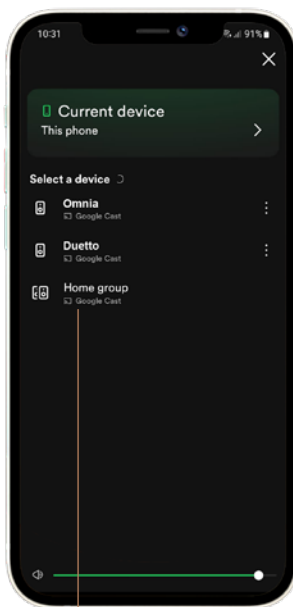 10:31
91%
Current device
This phone
Select a device
Omnia
Google Cast
Duetto
Google Cast
Home group
Google Cast